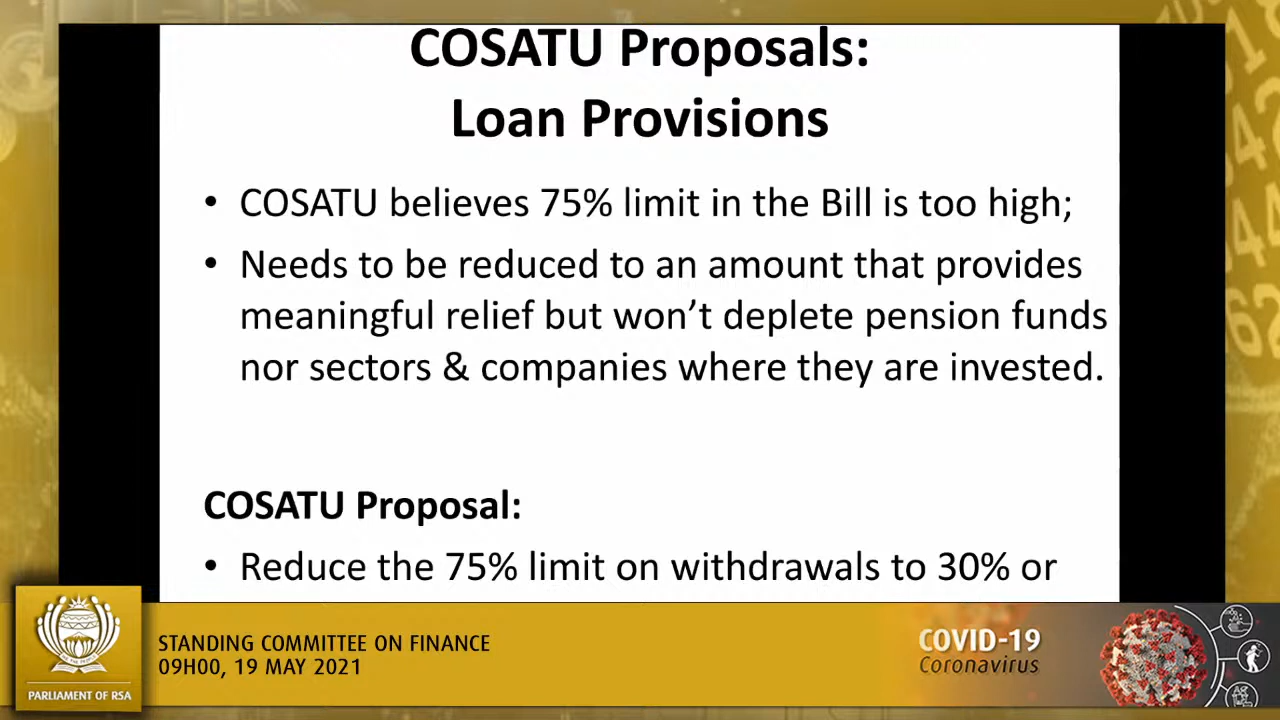 COSATU Proposals:
Loan Provisions
• COSATU believes 75% limit in the Bill is too high;
• Needs to be reduced to an amount that provides
meaningful relief but won’t deplete pension funds
nor sectors & companies where they are invested.
COSATU Proposal:
• Reduce the 75% limit on withdrawals to 30% or
STANDING COMMITTEE ON FINANCE
09H00, 19 MAY 2021
PARLIAMENT OF RSA
COVID-19
Coronavirus